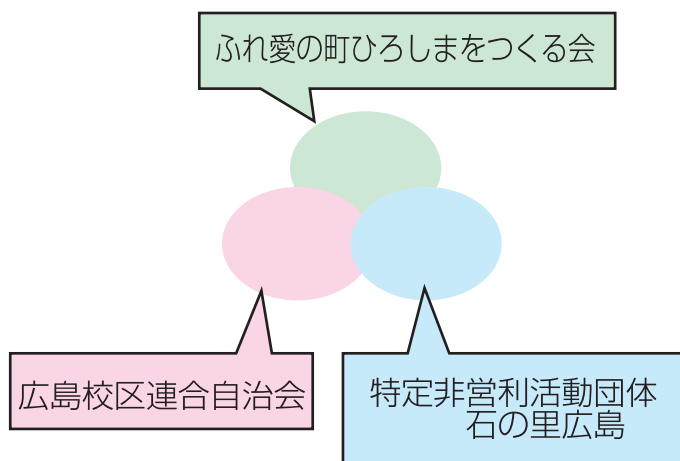 ふれ愛の町ひろしまをつくる会
広島校区連合自治会
特定非営利活動団体
石の里広島